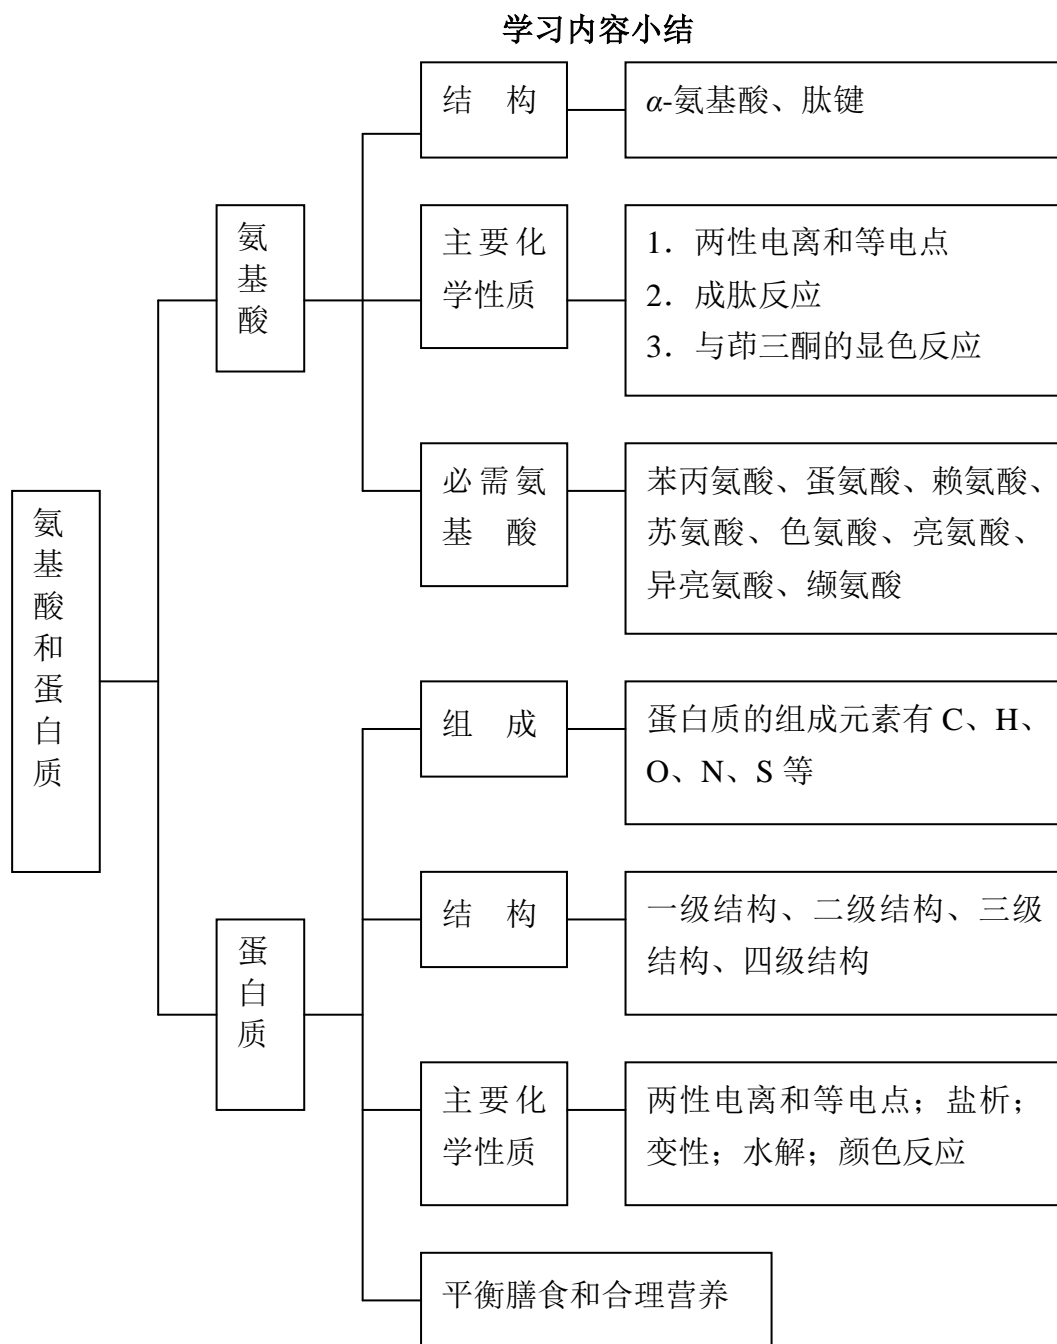 学习内容小结
结 构
α-氨基酸、肽键
氨
基
酸
主要化
学性质
1．两性电离和等电点
2．成肽反应
3．与茚三酮的显色反应
必需氨
基 酸
苯丙氨酸、蛋氨酸、赖氨酸、
苏氨酸、色氨酸、亮氨酸、
异亮氨酸、缬氨酸
氨
基
酸
和
蛋
白
质
组 成
蛋白质的组成元素有 C、H、
O、N、S 等
蛋
白
质
结 构
一级结构、二级结构、三级
结构、四级结构
主要化
学性质
两性电离和等电点；盐析；
变性；水解；颜色反应
平衡膳食和合理营养